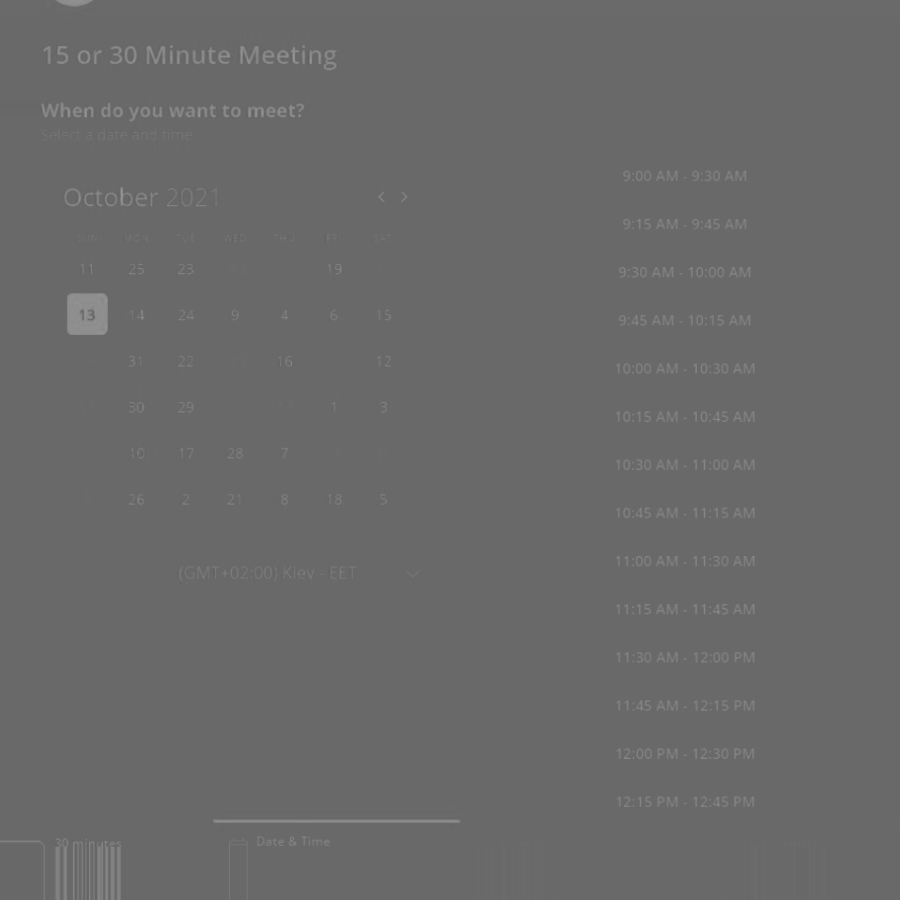 15 or 30 Minute Meeting
When do you want to meet?
Select a date and time
October 2021
SUN MON TUE WED THU FRI SAT
11 25 23 19
13 14 24 9 4 6 15
31 22 16 12
30 29 1 3
10 17 28 7
26 2 21 8 18 5
(GMT+02:00) Kiev - EET
9:00 AM - 9:30 AM
9:15 AM - 9:45 AM
9:30 AM - 10:00 AM
9:45 AM - 10:15 AM
10:00 AM - 10:30 AM
10:15 AM - 10:45 AM
10:30 AM - 11:00 AM
10:45 AM - 11:15 AM
11:00 AM - 11:30 AM
11:15 AM - 11:45 AM
11:30 AM - 12:00 PM
11:45 AM - 12:15 PM
12:00 PM - 12:30 PM
12:15 PM - 12:45 PM
30 minutes
Date & Time